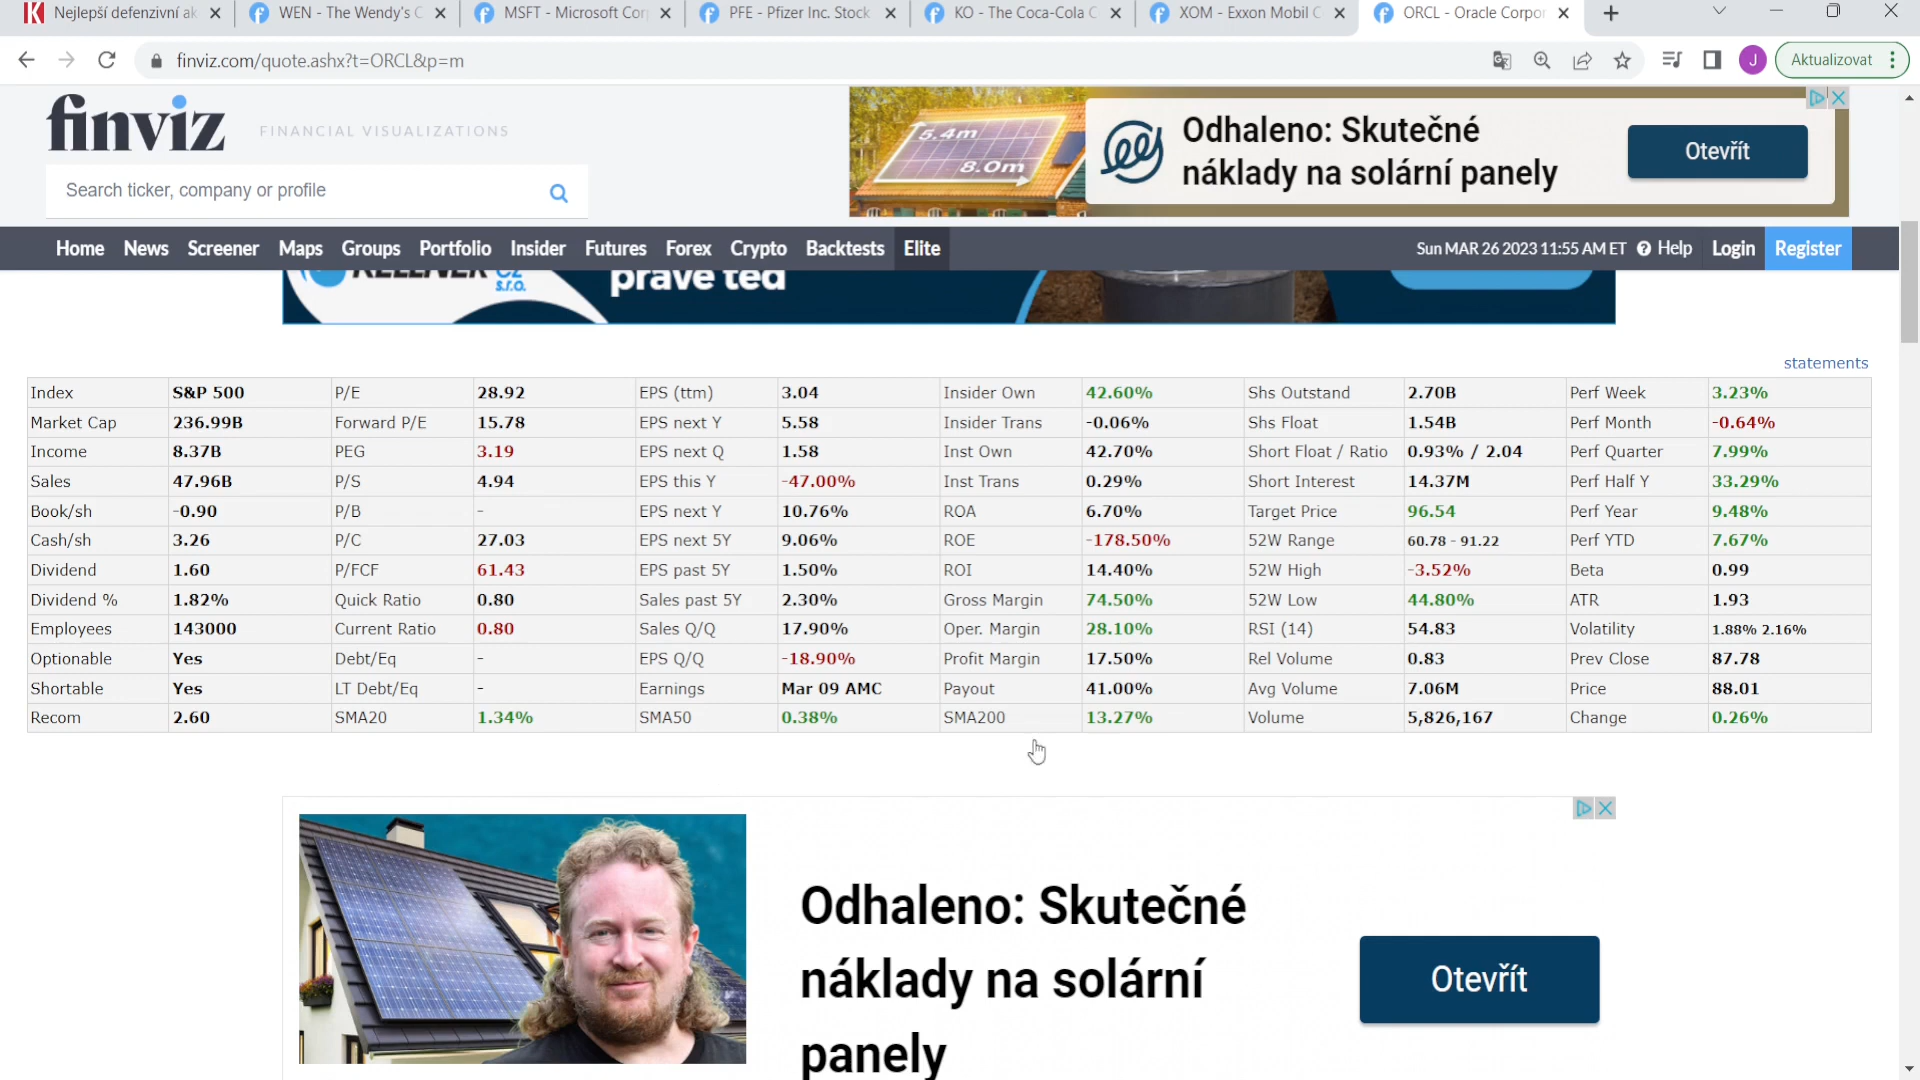 Nejlepší defenzivní ak
WEN - The Wendy's C
MSFT - Microsoft Corp
PFE - Pfizer Inc. Stock
KO - The Coca-Cola C
XOM - Exxon Mobil C
ORCL - Oracle Corpor
finviz.com/quote.ashx?t=ORCL&p=m
J
Aktualizovat
finviz
FINANCIAL VISUALIZATIONS
Search ticker, company or profile
5.4m
8.0m
Odhaleno: Skutečné
náklady na solární panely
Otevřít
Home News Screener Maps Groups Portfolio Insider Futures Forex Crypto Backtests Elite
Sun MAR 26 2023 11:55 AM ET Help Login Register
KELLNER CZ
s.r.o.
právě teď
statements
Index S&P 500 P/E 28.92 EPS (ttm) 3.04 Insider Own 42.60% Shs Outstand 2.70B Perf Week 3.23%
Market Cap 236.99B Forward P/E 15.78 EPS next Y 5.58 Insider Trans -0.06% Shs Float 1.54B Perf Month -0.64%
Income 8.37B PEG 3.19 EPS next Q 1.58 Inst Own 42.70% Short Float / Ratio 0.93% / 2.04 Perf Quarter 7.99%
Sales 47.96B P/S 4.94 EPS this Y -47.00% Inst Trans 0.29% Short Interest 14.37M Perf Half Y 33.29%
Book/sh -0.90 P/B - EPS next Y 10.76% ROA 6.70% Target Price 96.54 Perf Year 9.48%
Cash/sh 3.26 P/C 27.03 EPS next 5Y 9.06% ROE -178.50% 52W Range 60.78 - 91.22 Perf YTD 7.67%
Dividend 1.60 P/FCF 61.43 EPS past 5Y 1.50% ROI 14.40% 52W High -3.52% Beta 0.99
Dividend % 1.82% Quick Ratio 0.80 Sales past 5Y 2.30% Gross Margin 74.50% 52W Low 44.80% ATR 1.93
Employees 143000 Current Ratio 0.80 Sales Q/Q 17.90% Oper. Margin 28.10% RSI (14) 54.83 Volatility 1.88% 2.16%
Optionable Yes Debt/Eq - EPS Q/Q -18.90% Profit Margin 17.50% Rel Volume 0.83 Prev Close 87.78
Shortable Yes LT Debt/Eq - Earnings Mar 09 AMC Payout 41.00% Avg Volume 7.06M Price 88.01
Recom 2.60 SMA20 1.34% SMA50 0.38% SMA200 13.27% Volume 5,826,167 Change 0.26%
Odhaleno: Skutečné
náklady na solární
panely
Otevřít